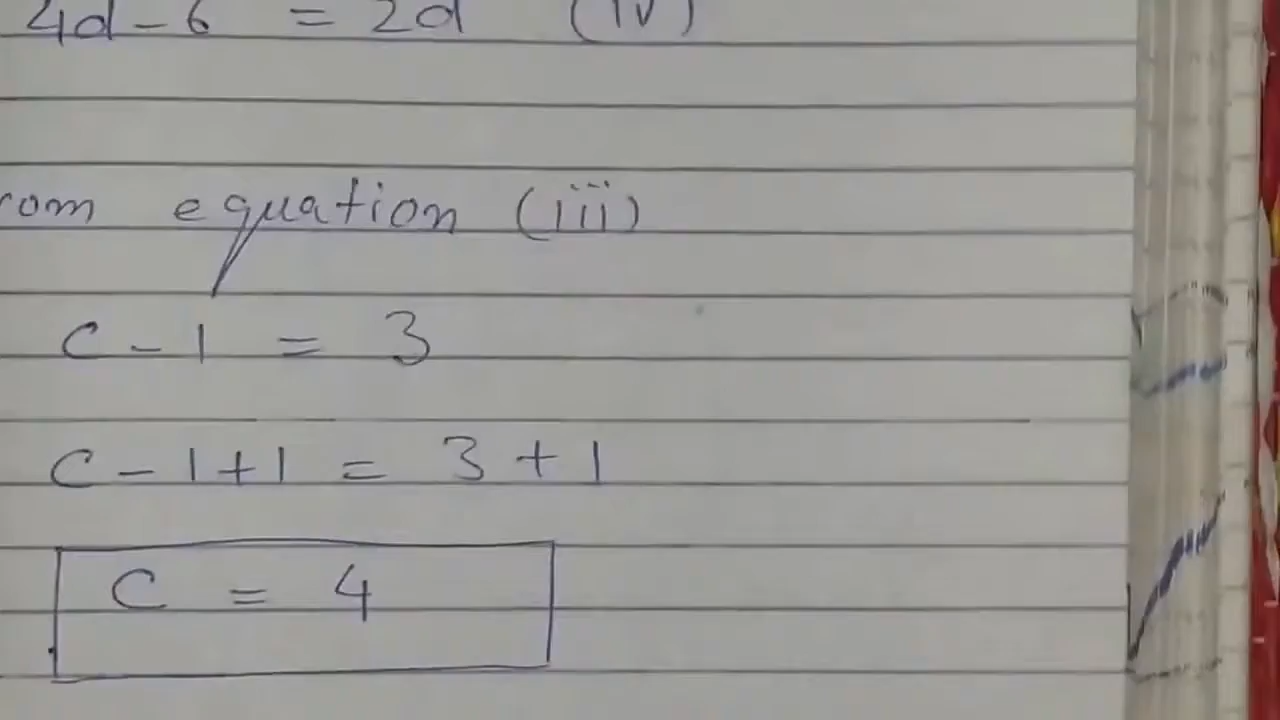 4d - 6 = 2d (iv)
rom equation (iii)
c - 1 = 3
c - 1 + 1 = 3 + 1
c = 4